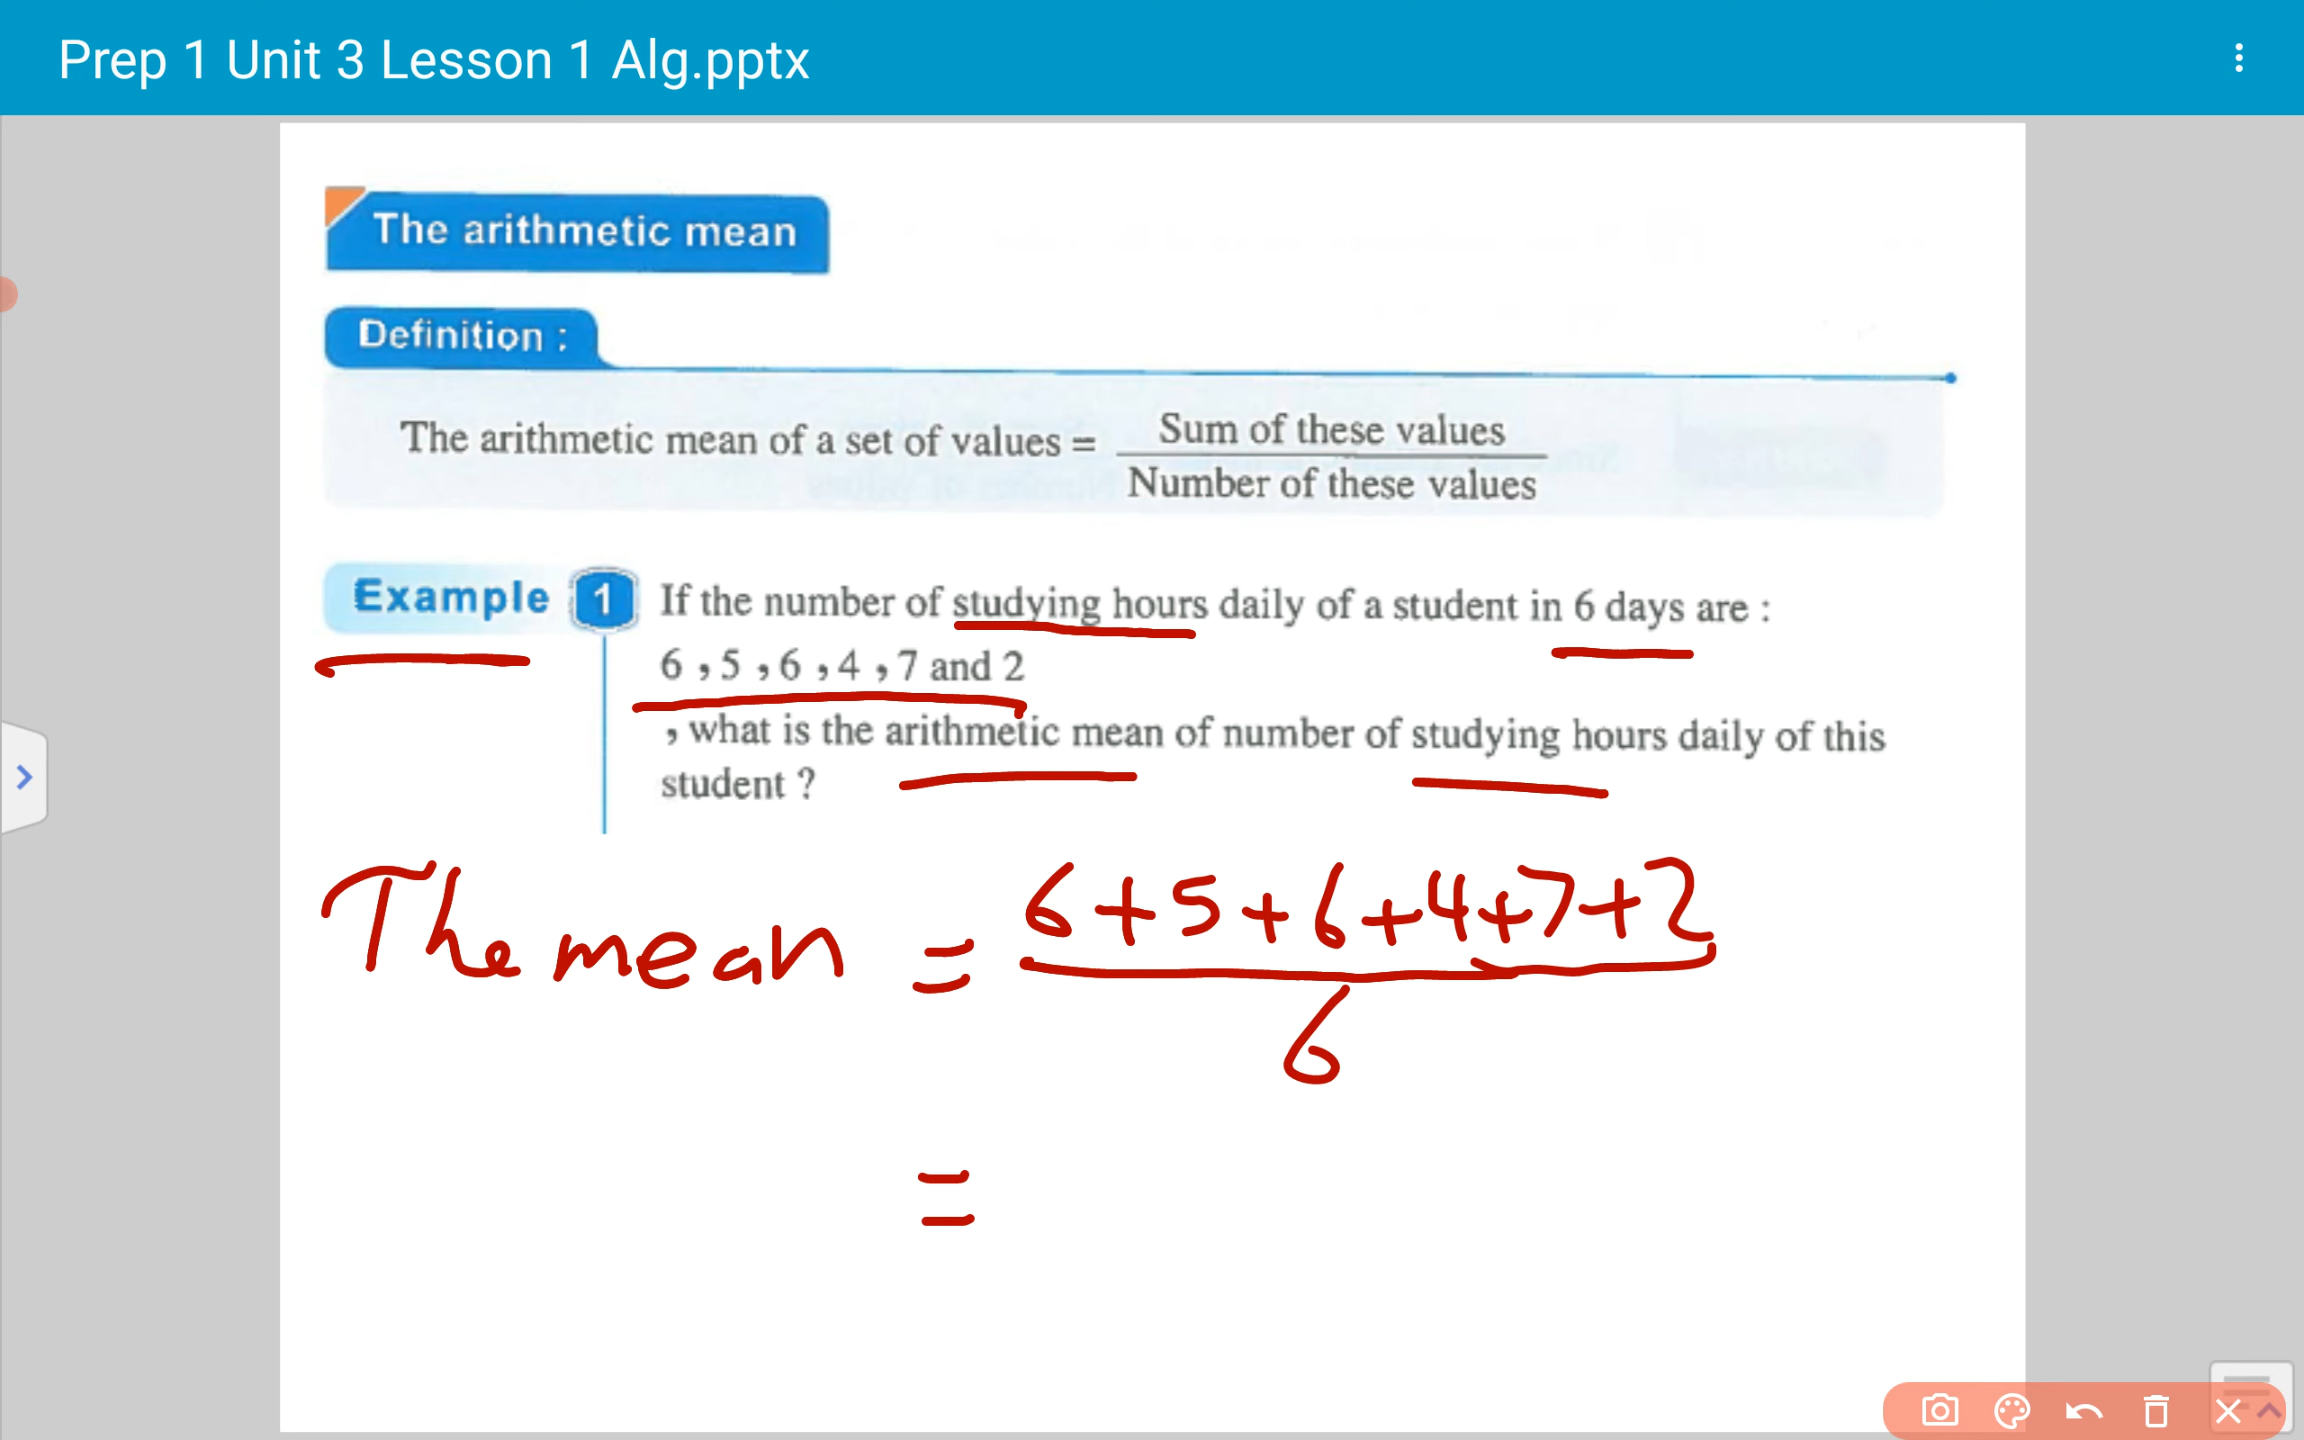 Prep 1 Unit 3 Lesson 1 Alg.pptx
The arithmetic mean
Definition :
The arithmetic mean of a set of values = Sum of these values
Number of these values
Example 1 If the number of studying hours daily of a student in 6 days are :
6 , 5 , 6 , 4 , 7 and 2
, what is the arithmetic mean of number of studying hours daily of this
student ?
The mean = 6+5+6+4+7+2
6
=